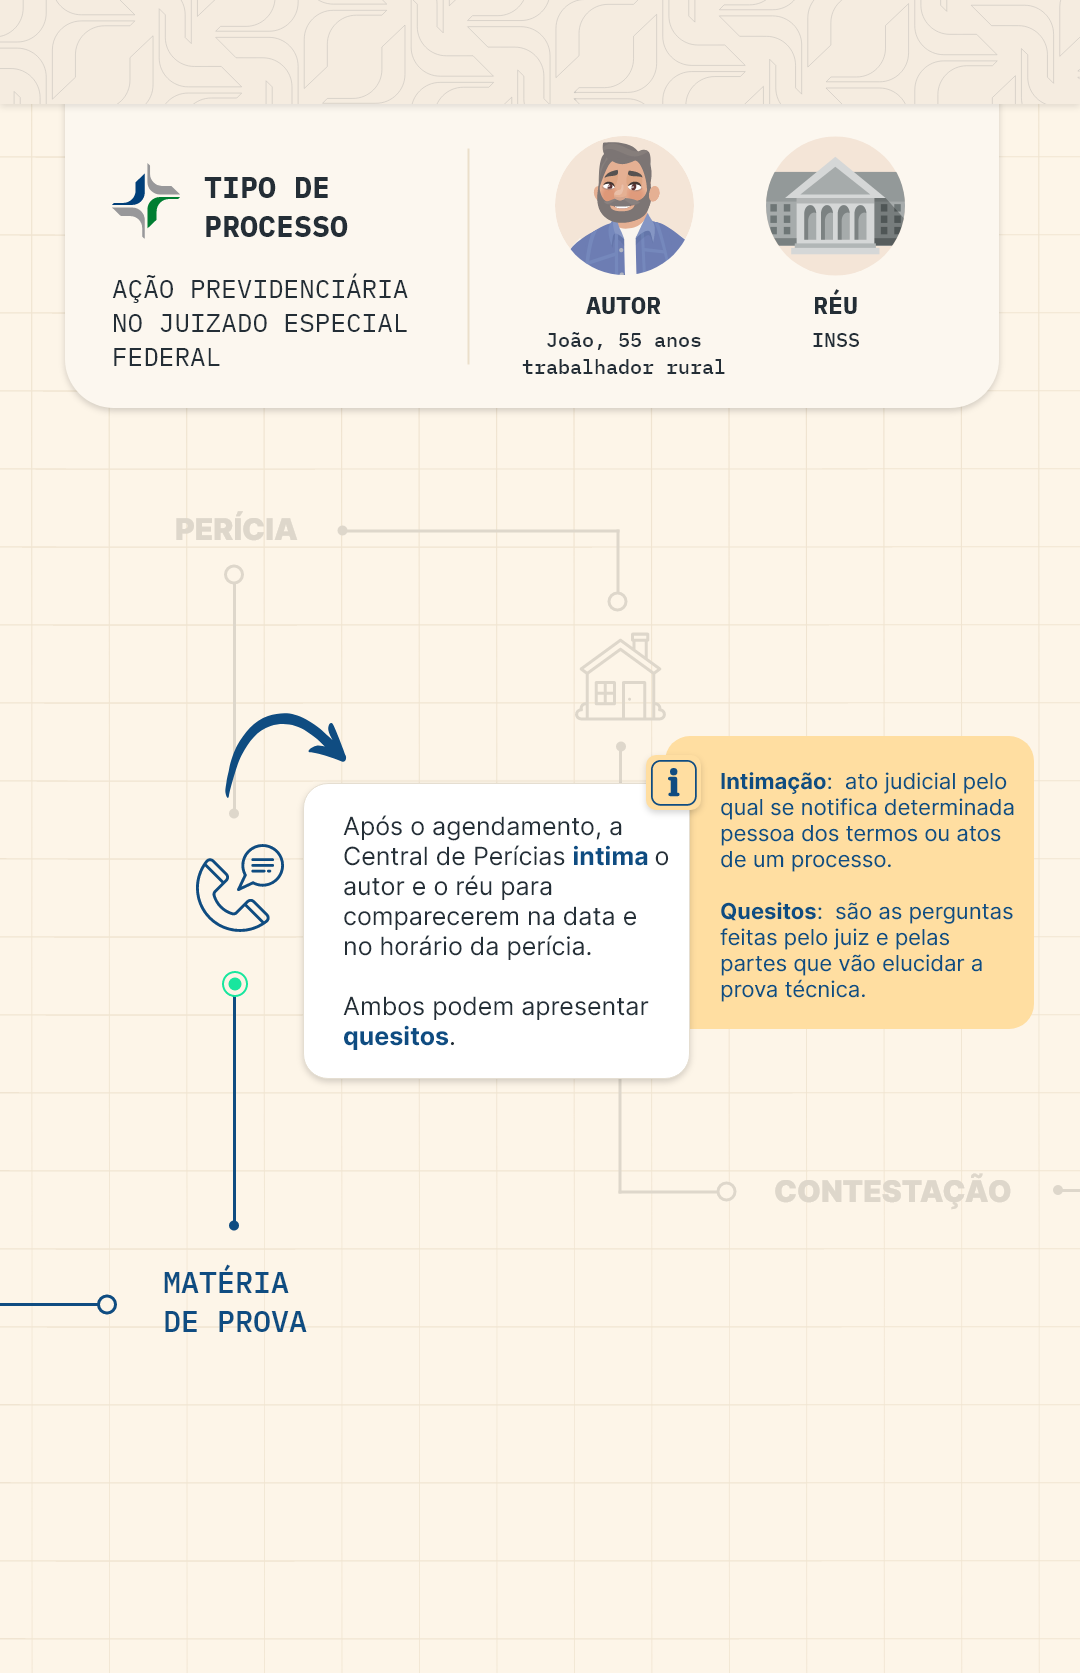 TIPO DE
PROCESSO
AÇÃO PREVIDENCIÁRIA
NO JUIZADO ESPECIAL
FEDERAL
AUTOR
João, 55 anos
trabalhador rural
RÉU
INSS
PERÍCIA
Após o agendamento, a
Central de Perícias intima o
autor e o réu para
comparecerem na data e
no horário da perícia.
Ambos podem apresentar
quesitos.
Intimação:  ato judicial pelo
qual se notifica determinada
pessoa dos termos ou atos
de um processo.
Quesitos:  são as perguntas
feitas pelo juiz e pelas
partes que vão elucidar a
prova técnica.
CONTESTAÇÃO
MATÉRIA
DE PROVA